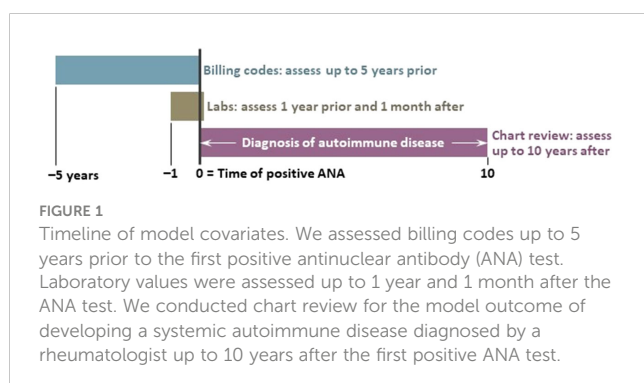 Billing codes: assess up to 5 years prior
Labs: assess 1 year prior and 1 month after
Diagnosis of autoimmune disease
Chart review: assess
up to 10 years after
−5 years
−1
0 = Time of positive ANA
10
FIGURE 1
Timeline of model covariates. We assessed billing codes up to 5
years prior to the first positive antinuclear antibody (ANA) test.
Laboratory values were assessed up to 1 year and 1 month after the
ANA test. We conducted chart review for the model outcome of
developing a systemic autoimmune disease diagnosed by a
rheumatologist up to 10 years after the first positive ANA test.